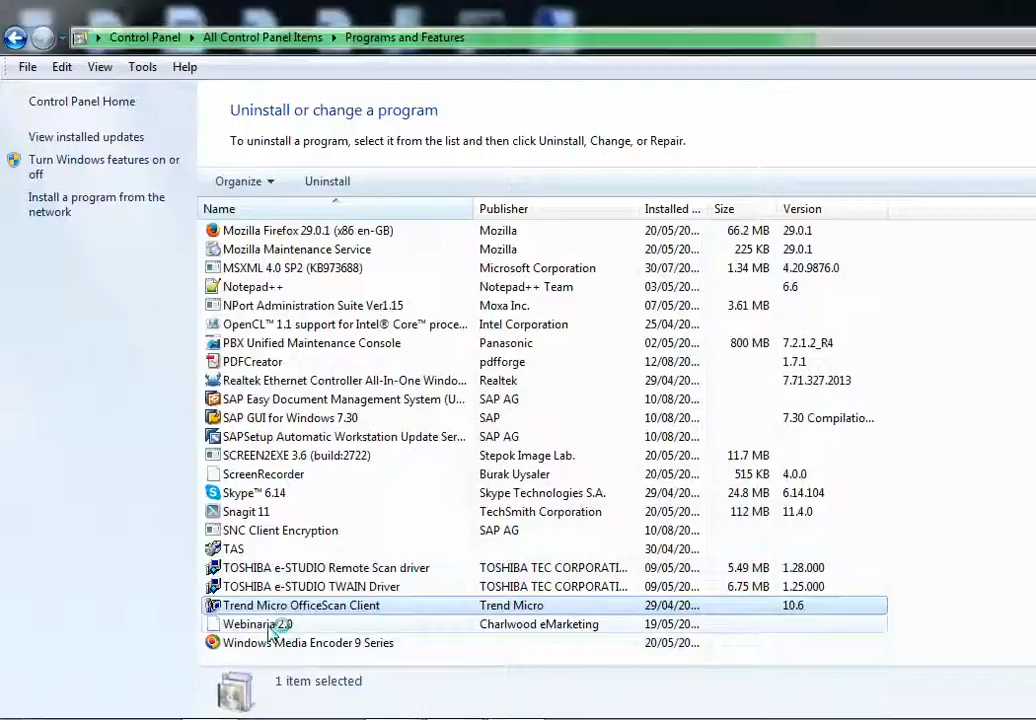 Control Panel All Control Panel Items Programs and Features
File Edit View Tools Help
Control Panel Home
View installed updates
Turn Windows features on or
off
Install a program from the
network
Uninstall or change a program
To uninstall a program, select it from the list and then click Uninstall, Change, or Repair.
Organize Uninstall
Name Publisher Installed ... Size Version
Mozilla Firefox 29.0.1 (x86 en-GB) Mozilla 20/05/20... 66.2 MB 29.0.1
Mozilla Maintenance Service Mozilla 20/05/20... 225 KB 29.0.1
MSXML 4.0 SP2 (KB973688) Microsoft Corporation 30/07/20... 1.34 MB 4.20.9876.0
Notepad++ Notepad++ Team 03/05/20... 6.6
NPort Administration Suite Ver1.15 Moxa Inc. 07/05/20... 3.61 MB
OpenCL™ 1.1 support for Intel® Core™ proce... Intel Corporation 25/04/20...
PBX Unified Maintenance Console Panasonic 02/05/20... 800 MB 7.2.1.2_R4
PDFCreator pdfforge 12/08/20... 1.7.1
Realtek Ethernet Controller All-In-One Windo... Realtek 29/04/20... 7.71.327.2013
SAP Easy Document Management System (U... SAP AG 10/08/20...
SAP GUI for Windows 7.30 SAP 10/08/20... 7.30 Compilatio...
SAPSetup Automatic Workstation Update Ser... SAP AG 10/08/20...
SCREEN2EXE 3.6 (build:2722) Stepok Image Lab. 20/05/20... 11.7 MB
ScreenRecorder Burak Uysaler 20/05/20... 515 KB 4.0.0
Skype™ 6.14 Skype Technologies S.A. 29/04/20... 24.8 MB 6.14.104
Snagit 11 TechSmith Corporation 20/05/20... 112 MB 11.4.0
SNC Client Encryption SAP AG 10/08/20...
TAS 30/04/20...
TOSHIBA e-STUDIO Remote Scan driver TOSHIBA TEC CORPORATI... 09/05/20... 5.49 MB 1.28.000
TOSHIBA e-STUDIO TWAIN Driver TOSHIBA TEC CORPORATI... 09/05/20... 6.75 MB 1.25.000
Trend Micro OfficeScan Client Trend Micro 29/04/20... 10.6
Webinaria 2.0 Charlwood eMarketing 19/05/20...
Windows Media Encoder 9 Series 20/05/20...
1 item selected